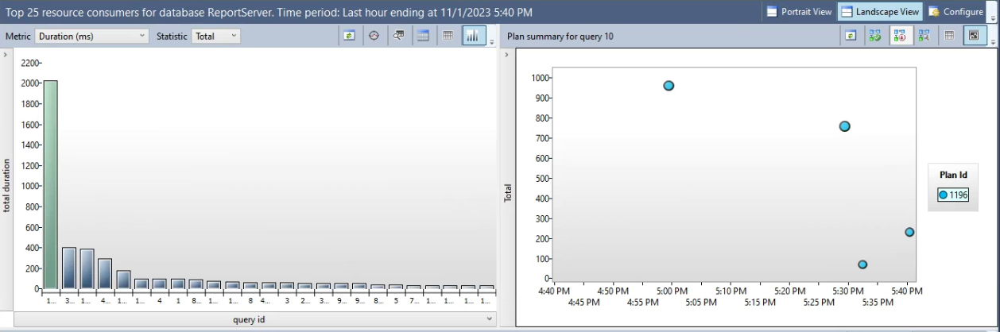 Top 25 resource consumers for database ReportServer. Time period: Last hour ending at 11/1/2023 5:40 PM
Portrait View Landscape View Configure
Metric Duration (ms) Statistic Total
total duration
2200
2000
1800
1600
1400
1200
1000
800
600
400
200
0
1... 3... 1... 4... 1... 1... 4 1 8... 1... 1... 8 4... 3 2... 3... 9... 9... 8... 5 7... 1... 1... 1... 1...
query id
Plan summary for query 10
Total
1000
900
800
700
600
500
400
300
200
100
0
4:40 PM 4:50 PM 5:00 PM 5:10 PM 5:20 PM 5:30 PM 5:40 PM
4:45 PM 4:55 PM 5:05 PM 5:15 PM 5:25 PM 5:35 PM
Plan Id
1196